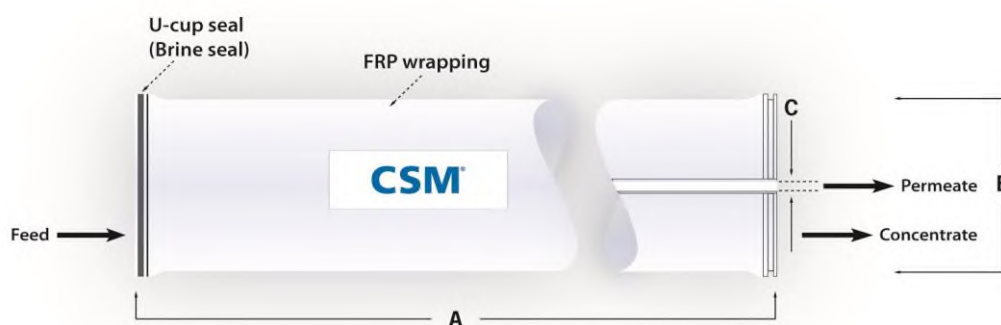 U-cup seal
(Brine seal)
FRP wrapping
C
CSM®
Permeate
Feed
Concentrate
A